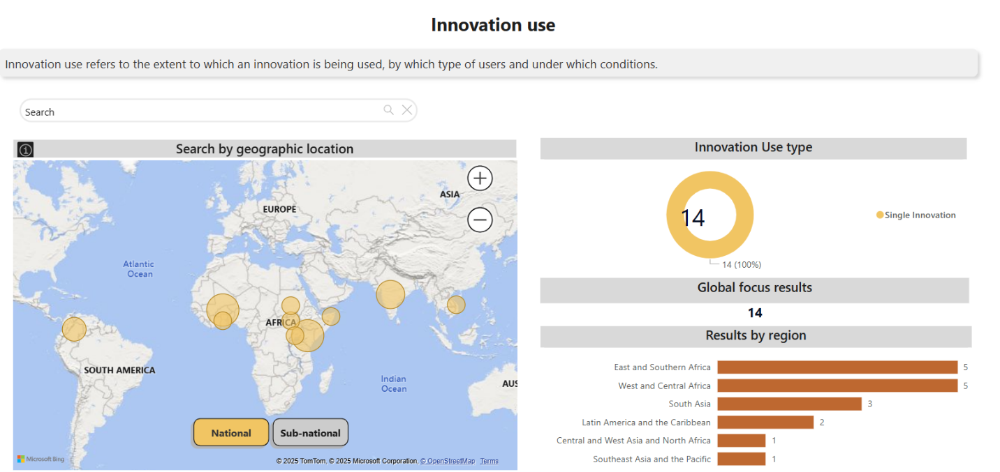 Innovation use
Innovation use refers to the extent to which an innovation is being used, by which type of users and under which conditions.
Search
Search by geographic location
ASIA
EUROPE
Atlantic
Ocean
AFRICA
SOUTH AMERICA
Indian
Ocean
AUS
National
Sub-national
Microsoft Bing
© 2025 TomTom, © 2025 Microsoft Corporation, © OpenStreetMap Terms
Innovation Use type
14
Single Innovation
14 (100%)
Global focus results
14
Results by region
East and Southern Africa 5
West and Central Africa 5
South Asia 3
Latin America and the Caribbean 2
Central and West Asia and North Africa 1
Southeast Asia and the Pacific 1